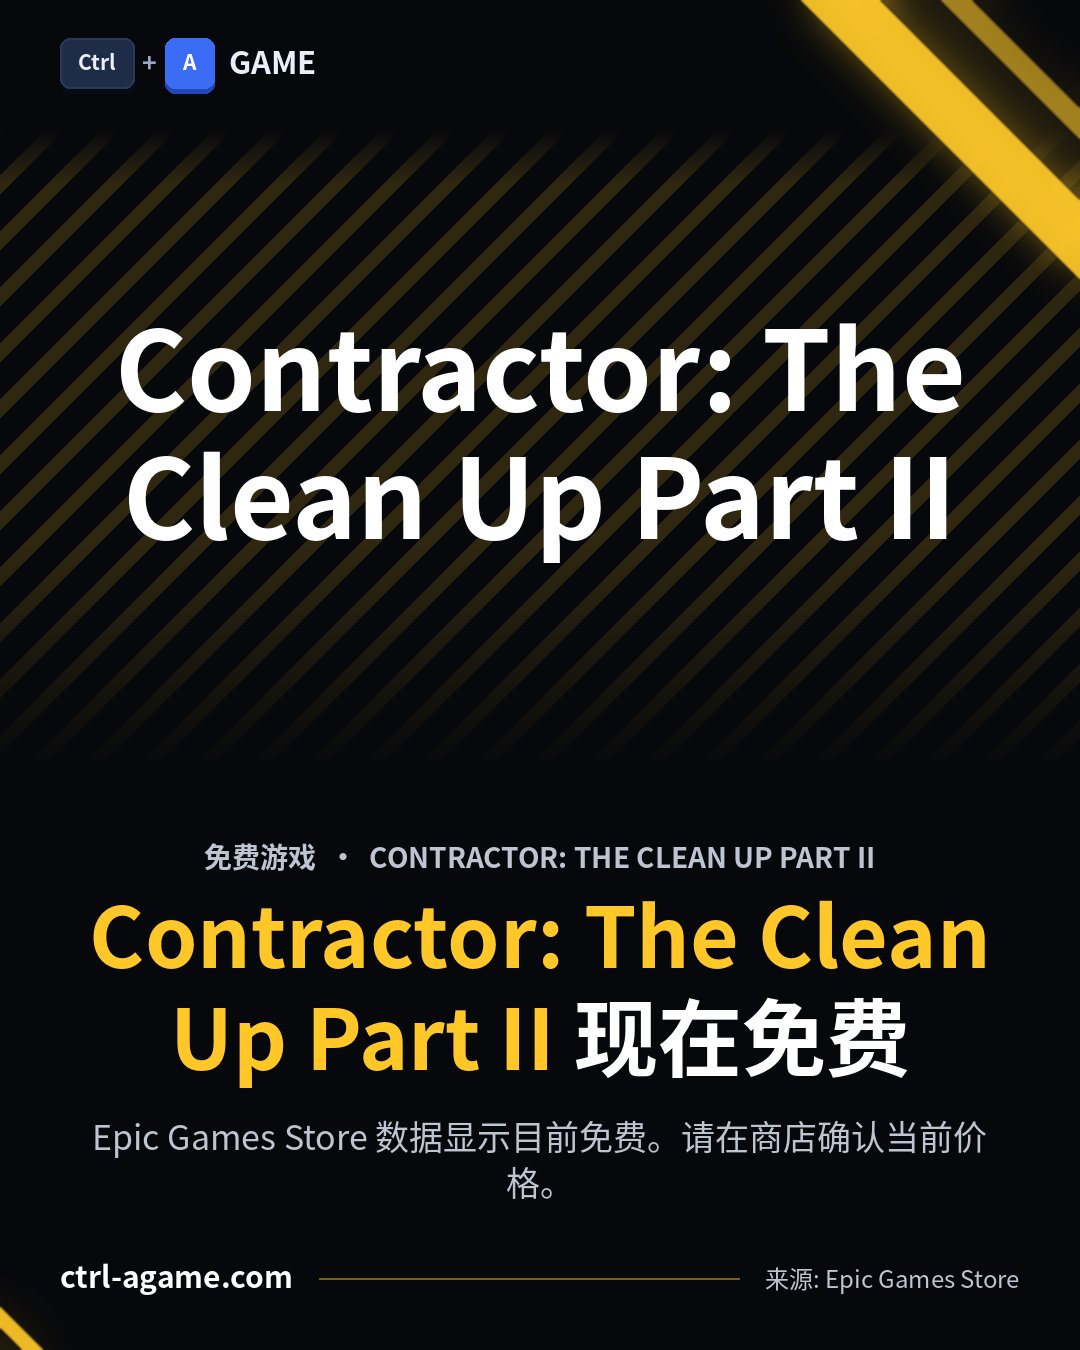 Ctrl + A GAME
Contractor: The
Clean Up Part II
免费游戏 • CONTRACTOR: THE CLEAN UP PART II
Contractor: The Clean
Up Part II 现在免费
Epic Games Store 数据显示目前免费。请在商店确认当前价
格。
ctrl-agame.com
来源: Epic Games Store